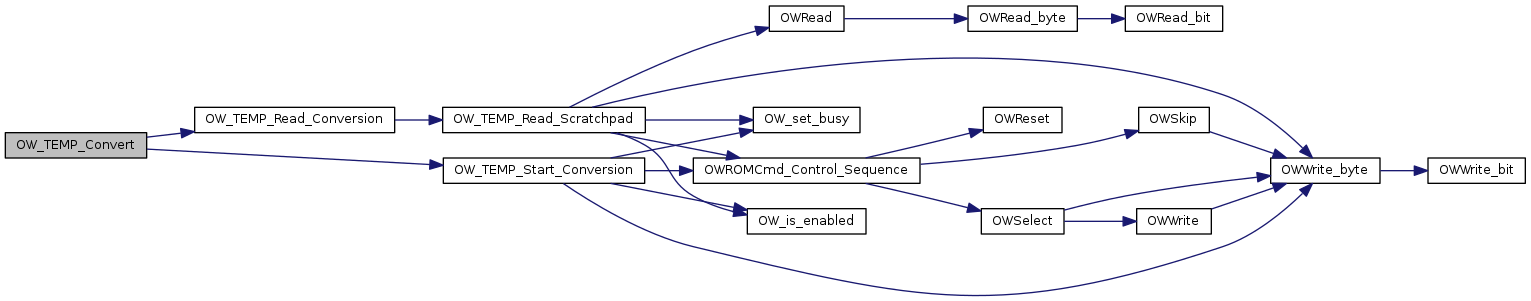 OW_TEMP_Convert
OW_TEMP_Read_Conversion
OW_TEMP_Read_Scratchpad
OW_TEMP_Start_Conversion
OWRead
OW_set_busy
OWROMCmd_Control_Sequence
OW_is_enabled
OWRead_byte
OWReset
OWSelect
OWRead_bit
OWSkip
OWWrite
OWWrite_byte
OWWrite_bit